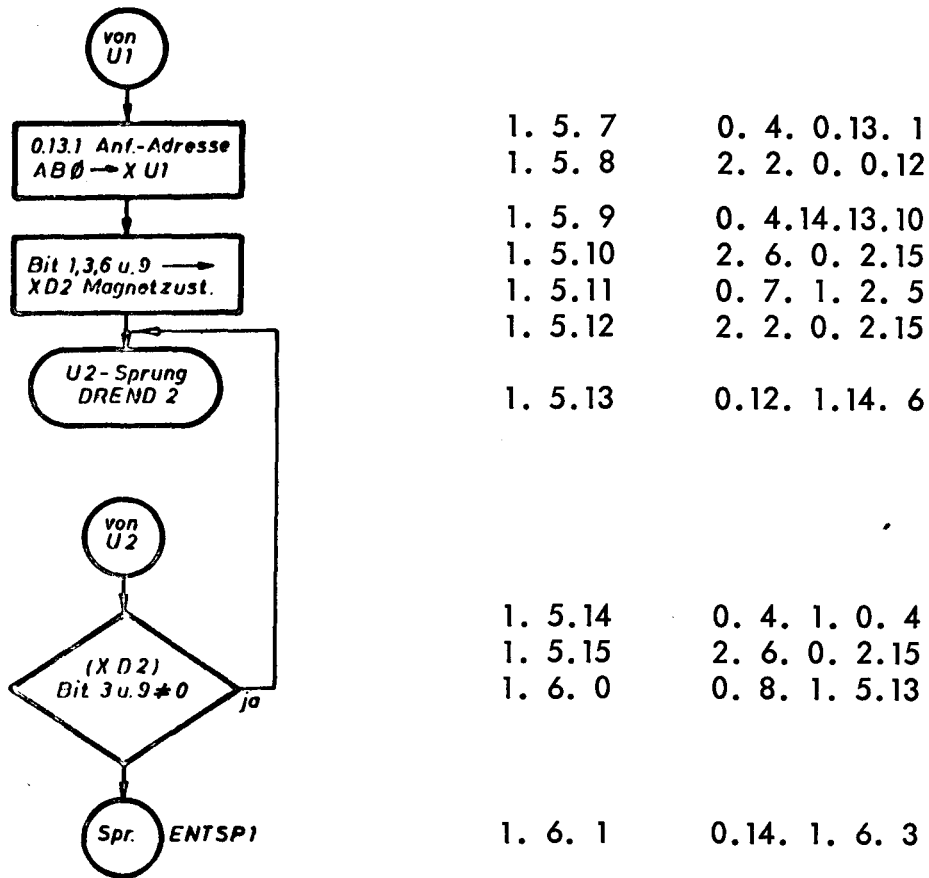 von
U1
0.13.1 Anf.-Adresse
ABØ → X U1
1. 5. 7 0. 4. 0.13. 1
1. 5. 8 2. 2. 0. 0.12
Bit 1,3,6 u. 9 →
XD2 Magnetzust.
1. 5. 9 0. 4.14.13.10
1. 5.10 2. 6. 0. 2.15
1. 5.11 0. 7. 1. 2. 5
1. 5.12 2. 2. 0. 2.15
U2-Sprung
DREND 2
1. 5.13 0.12. 1.14. 6
von
U2
(X D2)
Bit 3 u. 9 ≠ 0
ja
1. 5.14 0. 4. 1. 0. 4
1. 5.15 2. 6. 0. 2.15
1. 6. 0 0. 8. 1. 5.13
Spr. ENTSP1
1. 6. 1 0.14. 1. 6. 3